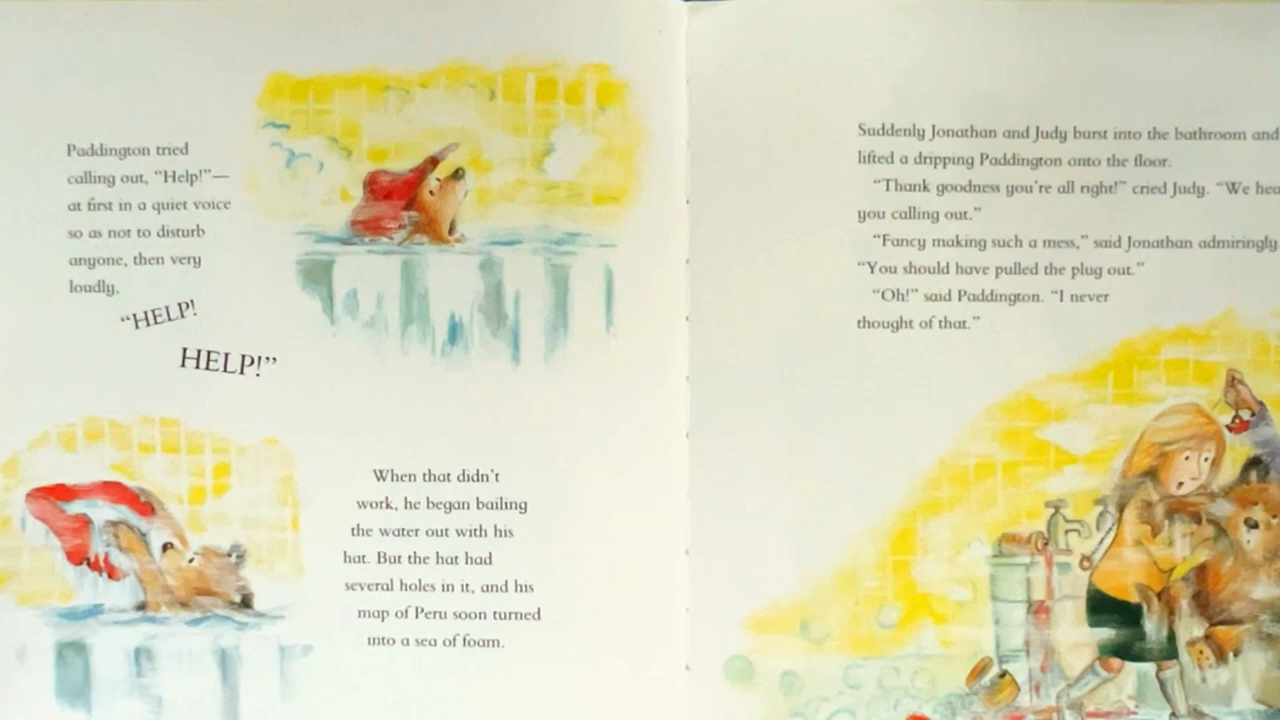 Paddington tried
calling out, “Help!”—
at first in a quiet voice
so as not to disturb
anyone, then very
loudly.
“HELP!
HELP!”
When that didn’t
work, he began bailing
the water out with his
hat. But the hat had
several holes in it, and his
map of Peru soon turned
into a sea of foam.
Suddenly Jonathan and Judy burst into the bathroom and
lifted a dripping Paddington onto the floor.
“Thank goodness you’re all right!” cried Judy. “We
you calling out.”
“Fancy making such a mess,” said Jonathan admiringly.
“You should have pulled the plug out.”
“Oh!” said Paddington. “I never
thought of that.”